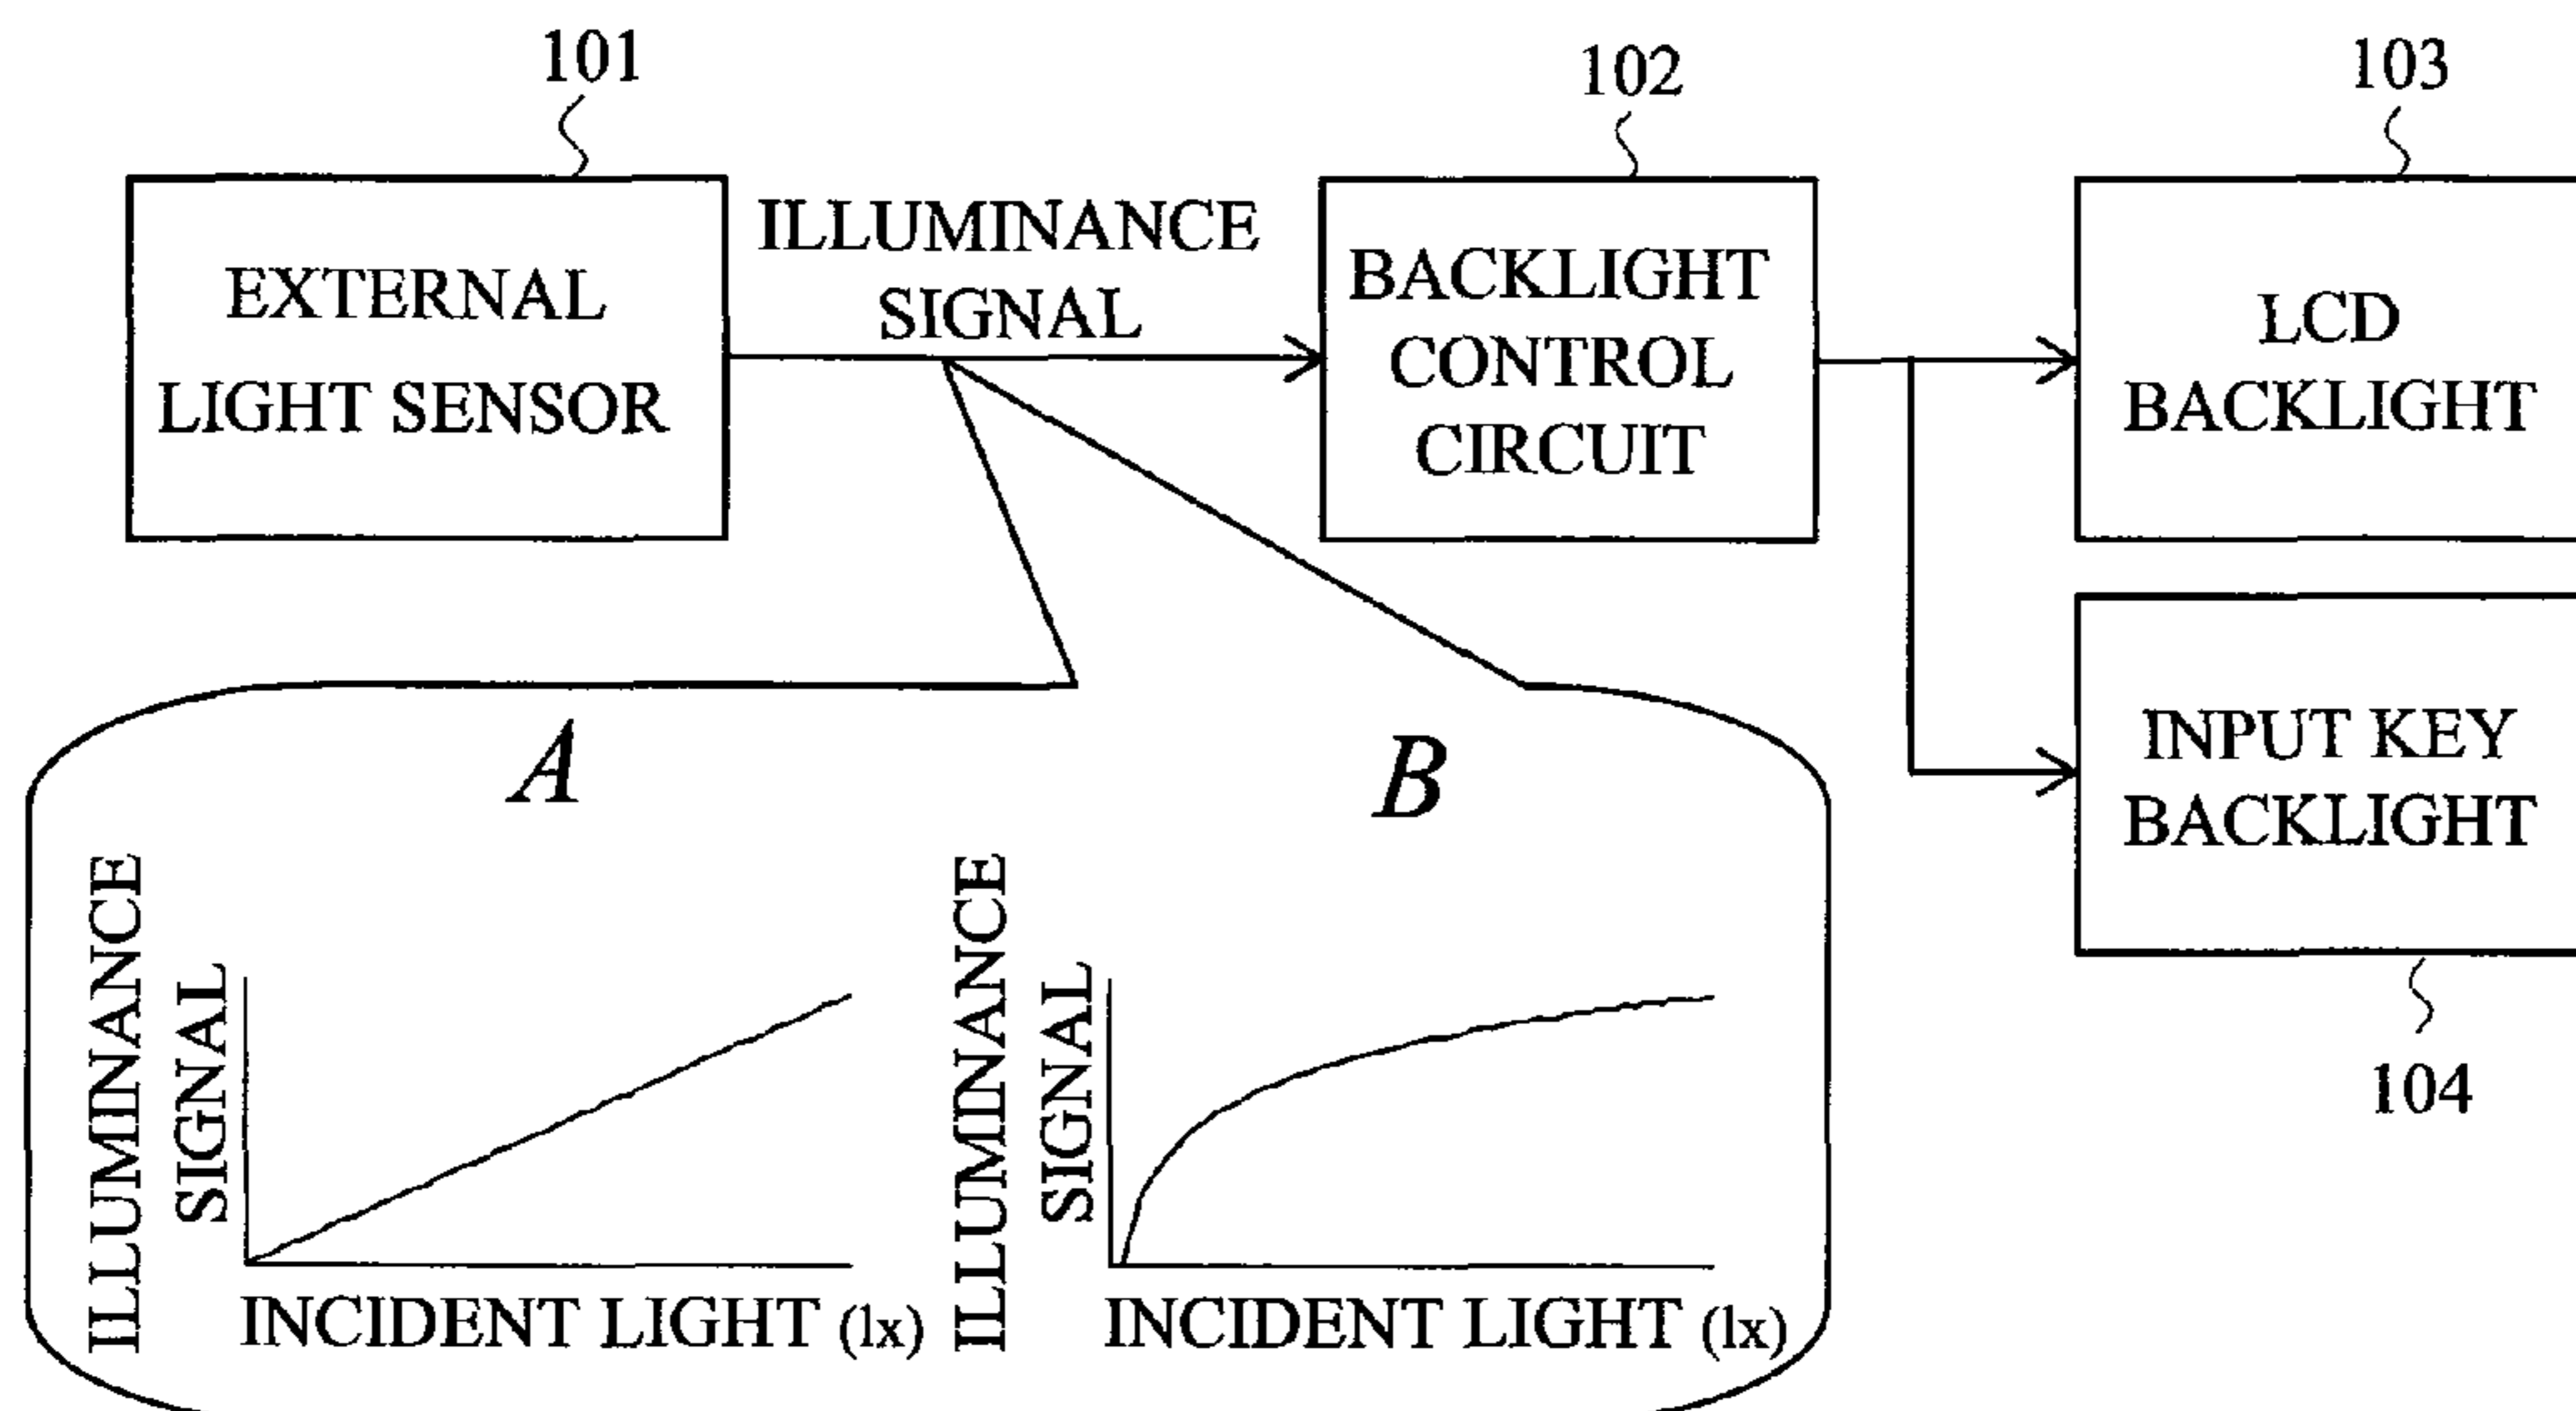 101
102
103
EXTERNAL
LIGHT SENSOR
ILLUMINANCE
SIGNAL
BACKLIGHT
CONTROL
CIRCUIT
LCD
BACKLIGHT
INPUT KEY
BACKLIGHT
104
A
B
ILLUMINANCE
SIGNAL
INCIDENT LIGHT (lx)
ILLUMINANCE
SIGNAL
INCIDENT LIGHT (lx)